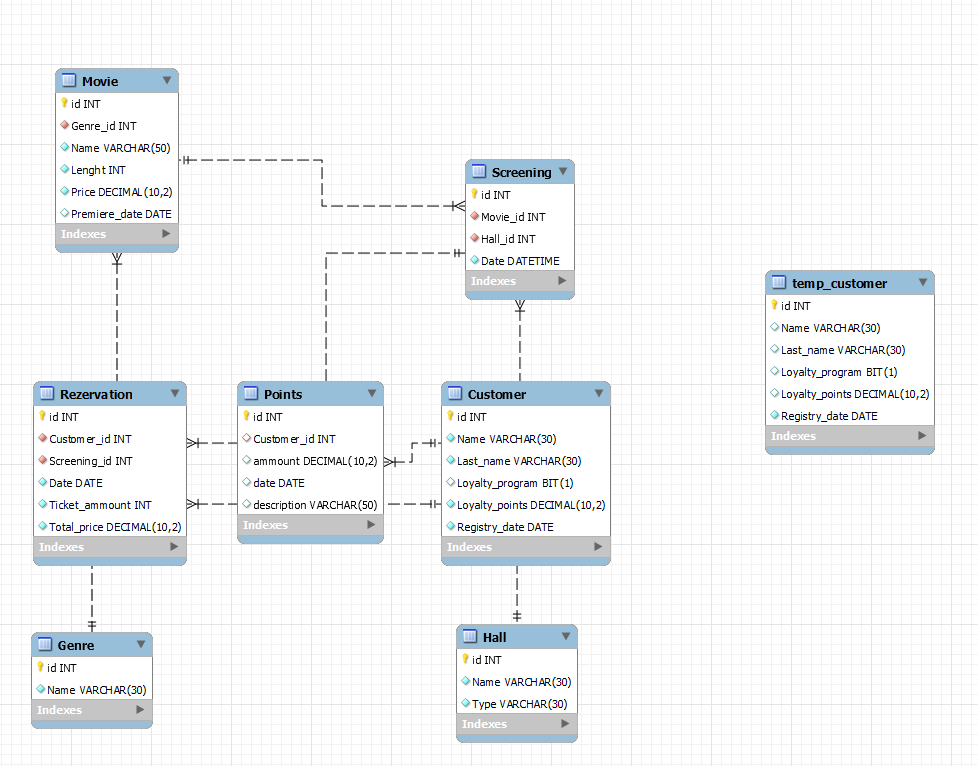 Movie
id INT
Genre_id INT
Name VARCHAR(50)
Lenght INT
Price DECIMAL(10,2)
Premiere_date DATE
Indexes
Screening
id INT
Movie_id INT
Hall_id INT
Date DATETIME
Indexes
temp_customer
id INT
Name VARCHAR(30)
Last_name VARCHAR(30)
Loyalty_program BIT(1)
Loyalty_points DECIMAL(10,2)
Registry_date DATE
Indexes
Rezervation
id INT
Customer_id INT
Screening_id INT
Date DATE
Ticket_ammount INT
Total_price DECIMAL(10,2)
Indexes
Points
id INT
Customer_id INT
ammount DECIMAL(10,2)
date DATE
description VARCHAR(50)
Indexes
Customer
id INT
Name VARCHAR(30)
Last_name VARCHAR(30)
Loyalty_program BIT(1)
Loyalty_points DECIMAL(10,2)
Registry_date DATE
Indexes
Genre
id INT
Name VARCHAR(30)
Indexes
Hall
id INT
Name VARCHAR(30)
Type VARCHAR(30)
Indexes